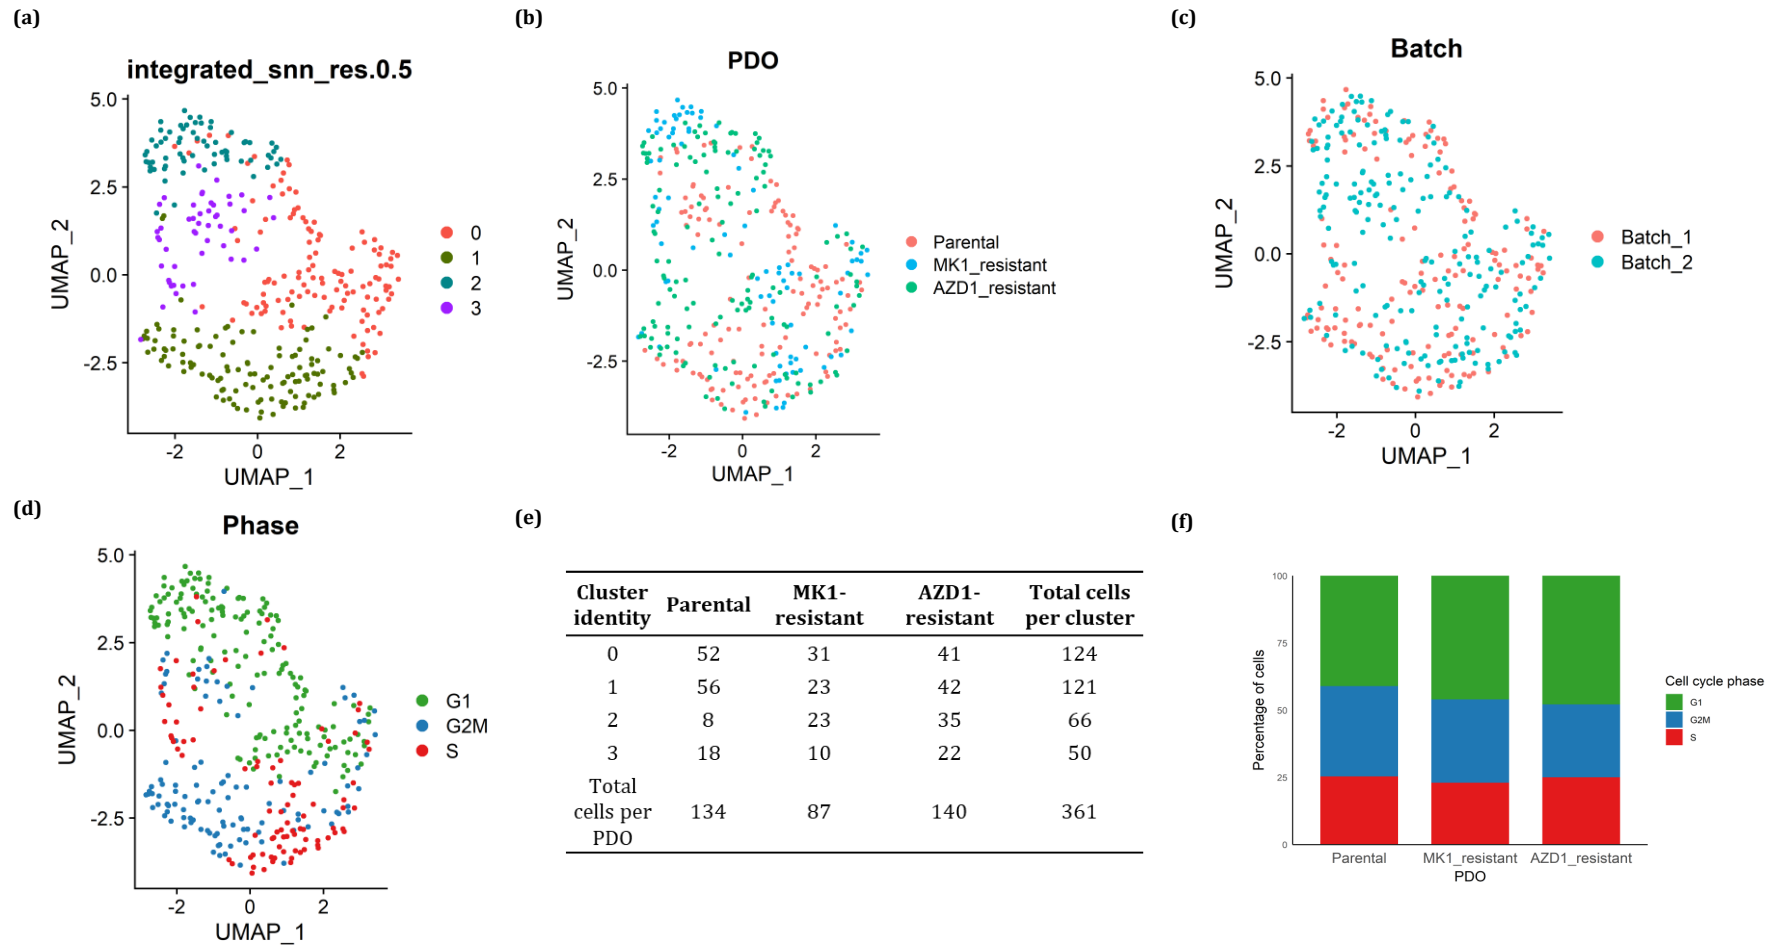 (a)
integrated_snn_res.0.5
5.0
2.5
0.0
-2.5
-2
0
2
UMAP_2
UMAP_1
0
1
2
3
(b)
PDO
5.0
2.5
0.0
-2.5
-2
0
2
UMAP_2
UMAP_1
Parental
MK1_resistant
AZD1_resistant
(c)
Batch
5.0
2.5
0.0
-2.5
-2
0
2
UMAP_2
UMAP_1
Batch_1
Batch_2
(d)
Phase
5.0
2.5
0.0
-2.5
-2
0
2
UMAP_2
UMAP_1
G1
G2M
S
(e)
Cluster identity Parental MK1-resistant AZD1-resistant Total cells per cluster
0 52 31 41 124
1 56 23 42 121
2 8 23 35 66
3 18 10 22 50
Total cells per PDO 134 87 140 361
(f)
100
75
50
25
0
Percentage of cells
Parental MK1_resistant AZD1_resistant
PDO
Cell cycle phase
G1
G2M
S